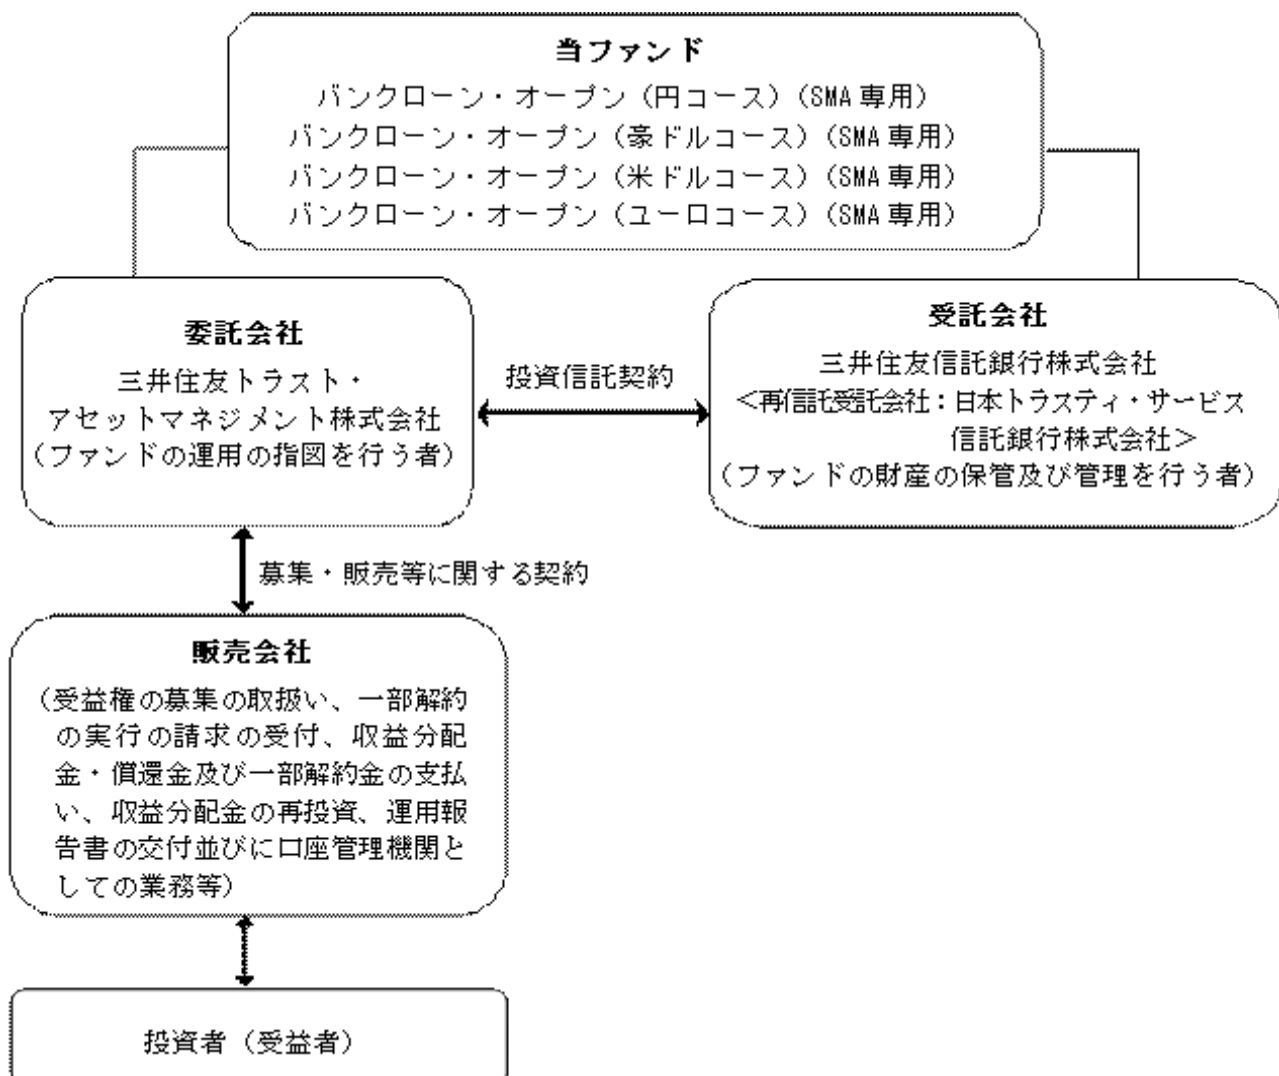 当ファンド
バンクローン・オープン（円コース）（SMA専用）
バンクローン・オープン（豪ドルコース）（SMA専用）
バンクローン・オープン（米ドルコース）（SMA専用）
バンクローン・オープン（ユーロコース）（SMA専用）
委託会社
三井住友トラスト・
アセットマネジメント株式会社
（ファンドの運用の指図を行う者）
投資信託契約
受託会社
三井住友信託銀行株式会社
＜再信託受託会社：日本トラスティ・サービス
信託銀行株式会社＞
（ファンドの財産の保管及び管理を行う者）
募集・販売等に関する契約
販売会社
（受益権の募集の取扱い、一部解約
の実行の請求の受付、収益分配
金・償還金及び一部解約金の支払
い、収益分配金の再投資、運用報
告書の交付並びに口座管理機関と
しての業務等）
投資者（受益者）